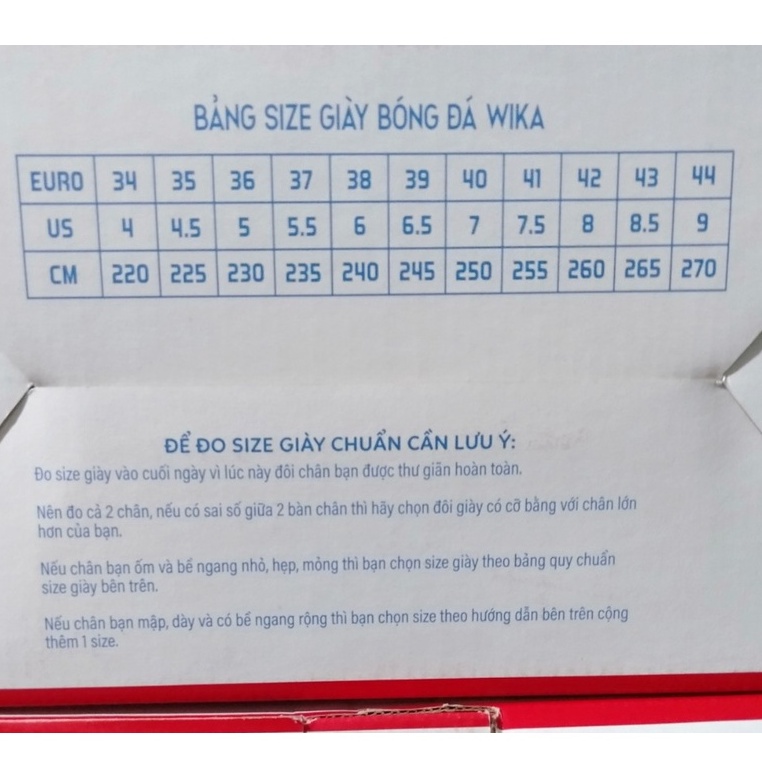 BẢNG SIZE GIÀY BÓNG ĐÁ WIKA
EURO 34 35 36 37 38 39 40 41 42 43 44
US 4 4.5 5 5.5 6 6.5 7 7.5 8 8.5 9
CM 220 225 230 235 240 245 250 255 260 265 270
ĐỂ ĐO SIZE GIÀY CHUẨN CẦN LƯU Ý:
Đo size giày vào cuối ngày vì lúc này đôi chân bạn được thư giãn hoàn toàn.
Nên đo cả 2 chân, nếu có sai số giữa 2 bàn chân thì hãy chọn đôi giày có cỡ bằng với chân lớn
hơn của bạn.
Nếu chân bạn ốm và bề ngang nhỏ, hẹp, mỏng thì bạn chọn size giày theo bảng quy chuẩn
size giày bên trên.
Nếu chân bạn mập, dày và có bề ngang rộng thì bạn chọn size theo hướng dẫn bên trên cộng
thêm 1 size.